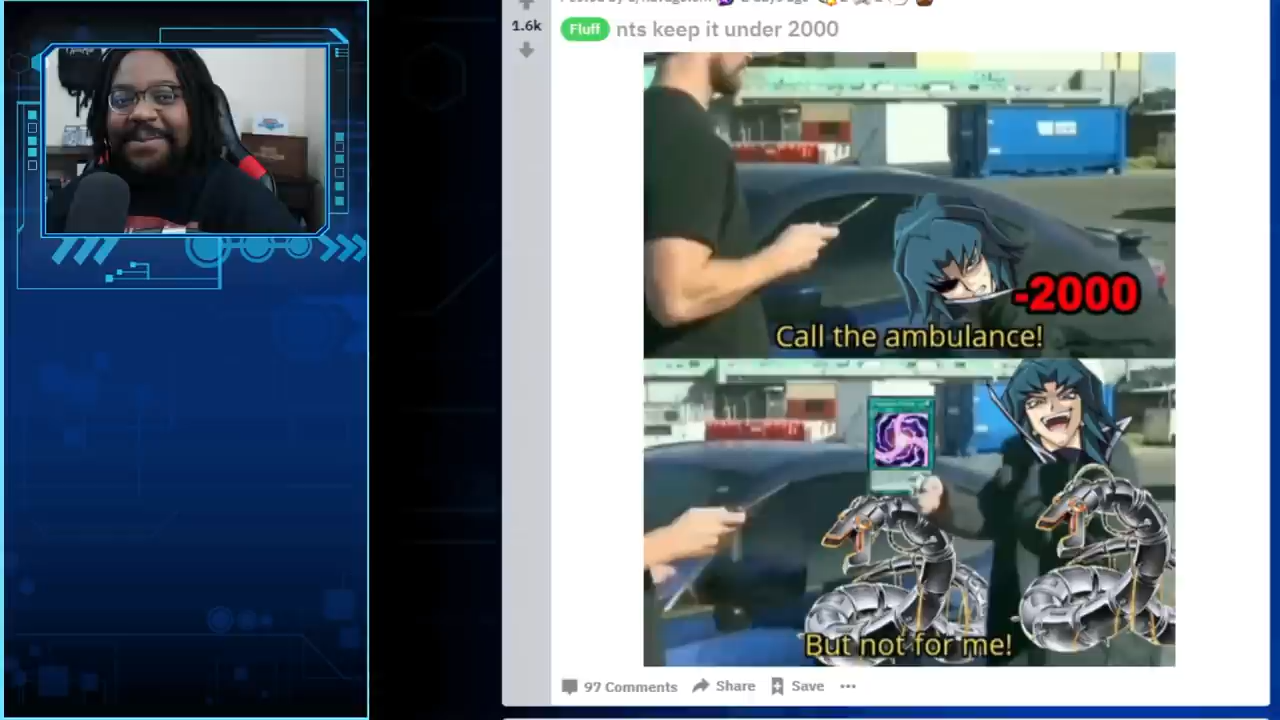 1.6k
Fluff nts keep it under 2000
-2000
Call the ambulance!
But not for me!
97 Comments Share Save